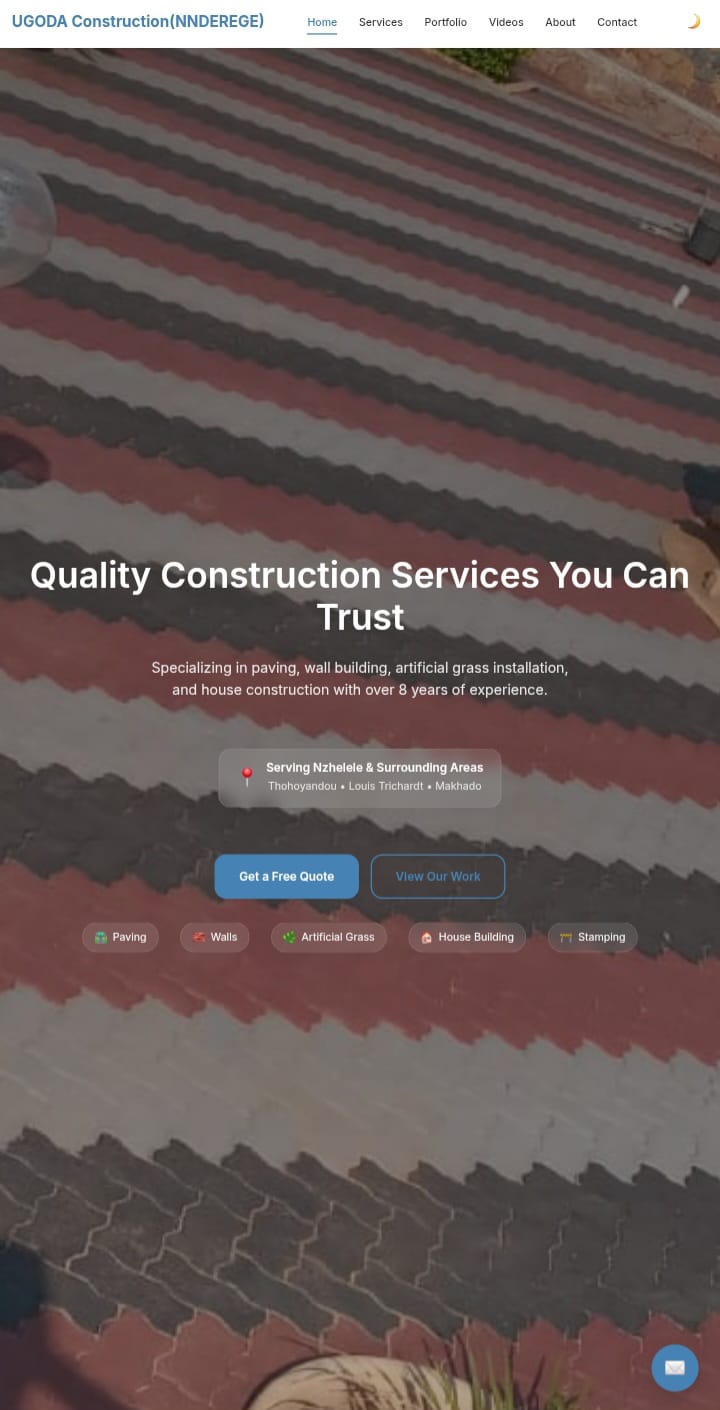 UGODA Construction(NNDEREGE)
Home Services Portfolio Videos About Contact
Quality Construction Services You Can
Trust
Specializing in paving, wall building, artificial grass installation,
and house construction with over 8 years of experience.
Serving Nzhelele & Surrounding Areas
Thohoyandou • Louis Trichardt • Makhado
Get a Free Quote View Our Work
Paving Walls Artificial Grass House Building Stamping